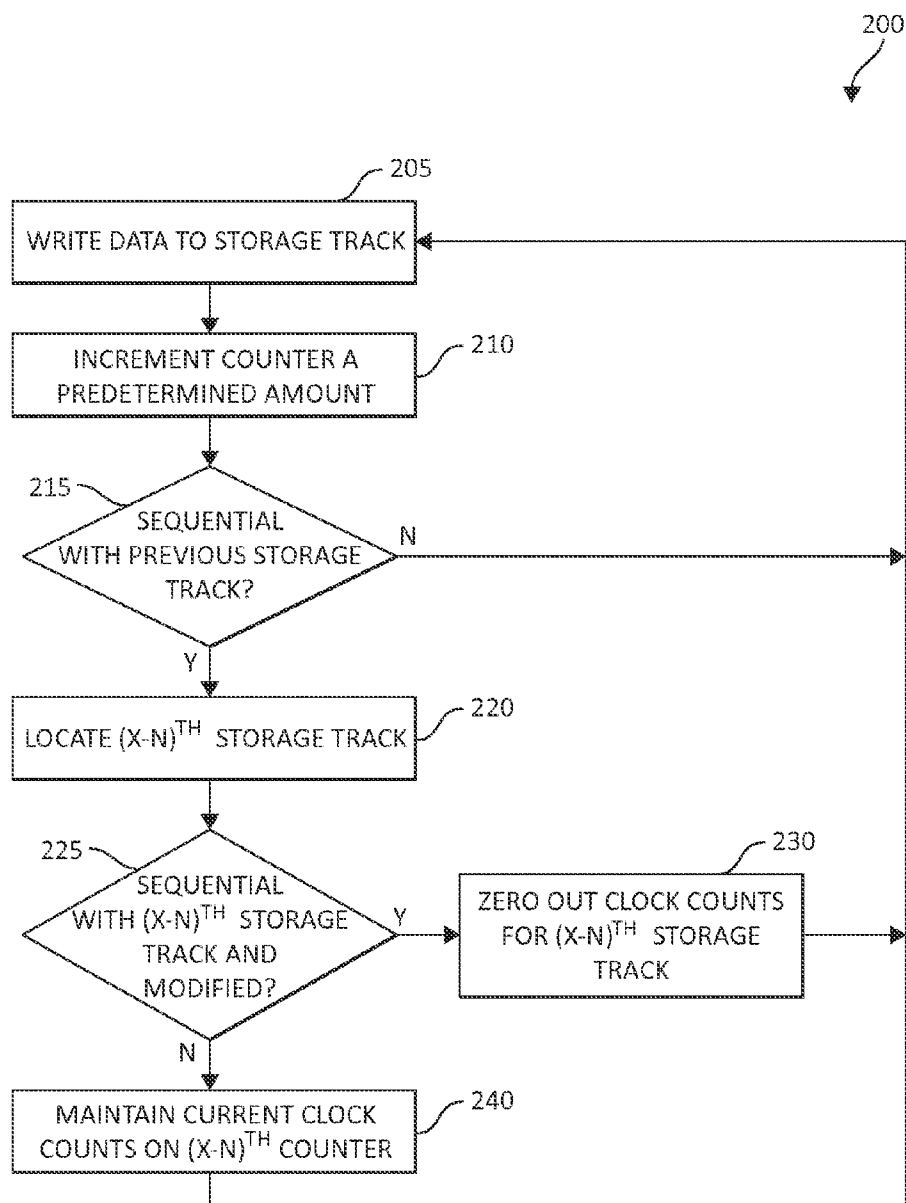 200
205
WRITE DATA TO STORAGE TRACK
INCREMENT COUNTER A
PREDETERMINED AMOUNT
210
215
SEQUENTIAL
WITH PREVIOUS STORAGE
TRACK?
N
Y
LOCATE (X-N)TH STORAGE TRACK
220
225
SEQUENTIAL
WITH (X-N)TH STORAGE
TRACK AND
MODIFIED?
Y
N
230
ZERO OUT CLOCK COUNTS
FOR (X-N)TH STORAGE
TRACK
MAINTAIN CURRENT CLOCK
COUNTS ON (X-N)TH COUNTER
240